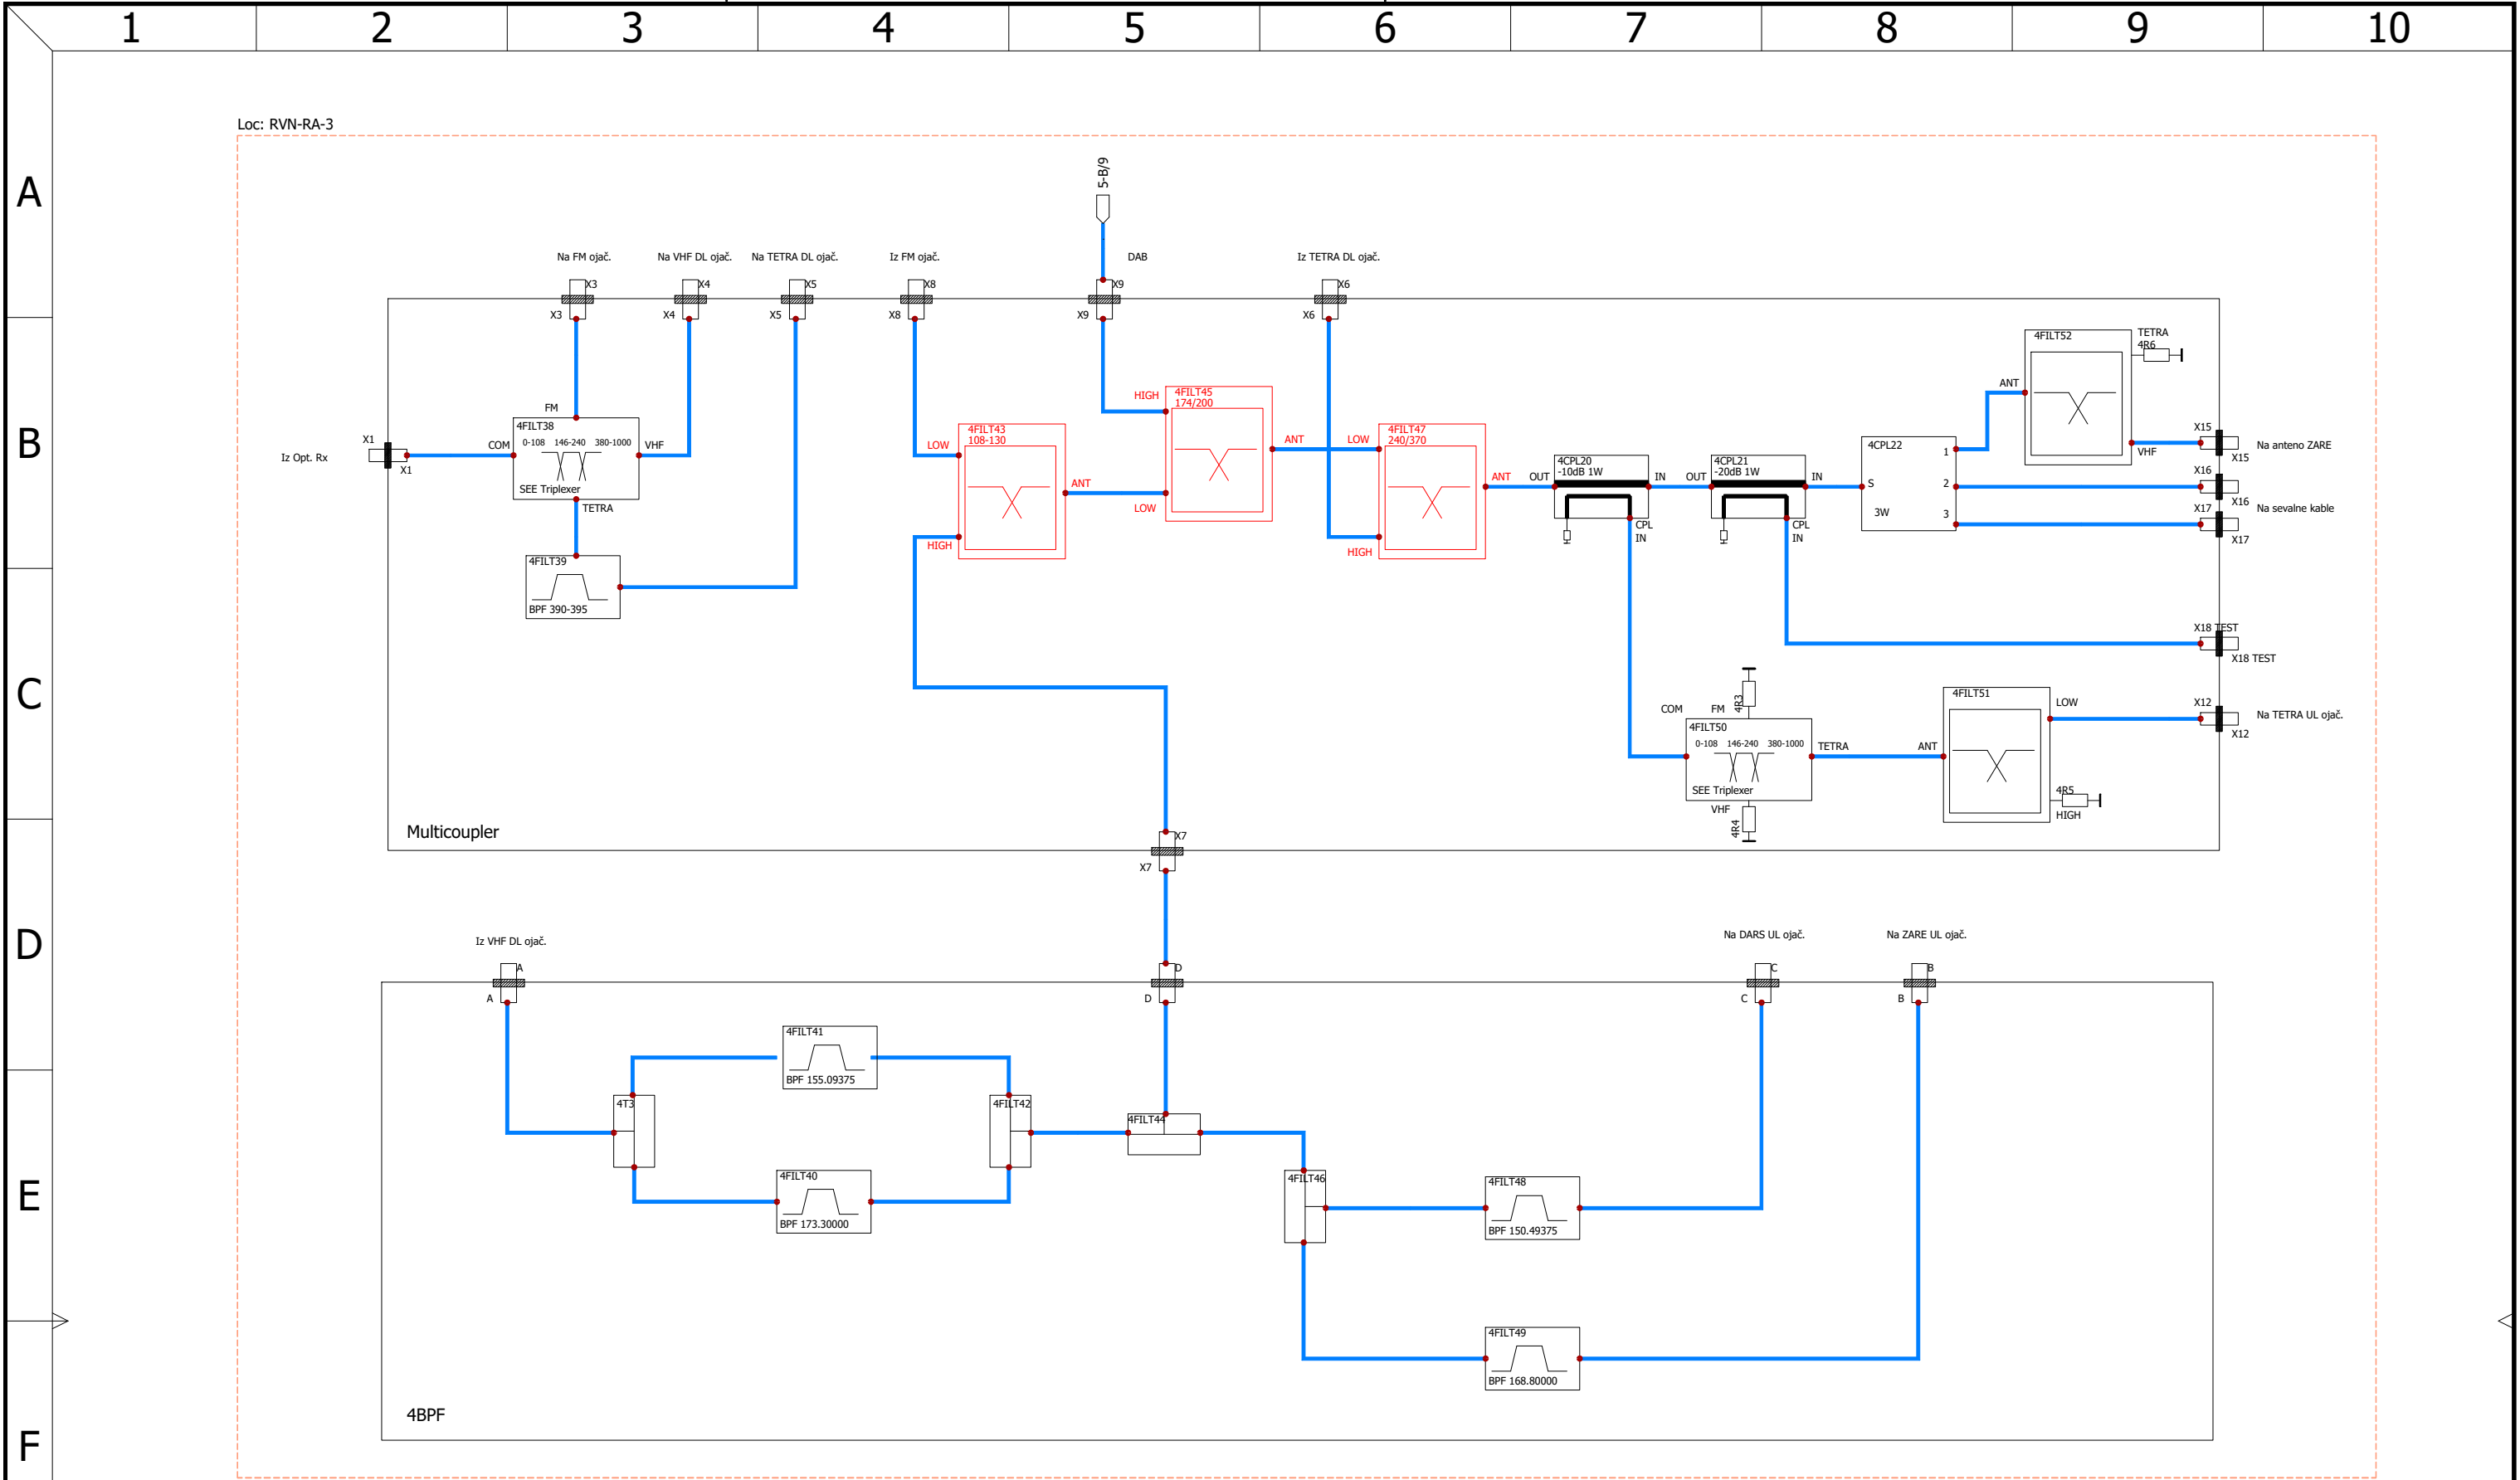 1 2 3 4 5 6 7 8 9 10
Loc: RVN-RA-3
A
5-B/9
Na FM ojač.
Na VHF DL ojač.
Na TETRA DL ojač.
Iz FM ojač.
DAB
Iz TETRA DL ojač.
X3
X4
X5
X8
X9
X6
X3
X4
X5
X8
X9
X6
B
Iz Opt. Rx
X1
X1
COM
FM
4FILT38
0-108 146-240 380-1000
SEE Triplexer
VHF
TETRA
4FILT39
BPF 390-395
LOW
4FILT43
108-130
HIGH
ANT
HIGH
4FILT45
174/200
LOW
ANT
LOW
4FILT47
240/370
HIGH
ANT
OUT
4CPL20
-10dB 1W
IN
CPL
IN
OUT
4CPL21
-20dB 1W
IN
CPL
IN
4CPL22
S
3W
1
2
3
ANT
4FILT52
TETRA
4R6
VHF
X15
X15
Na anteno ZARE
X16
X16
Na sevalne kable
X17
X17
C
X18 TEST
X18 TEST
COM
FM
4R3
4FILT50
0-108 146-240 380-1000
SEE Triplexer
TETRA
VHF
4R4
ANT
4FILT51
LOW
4R5
HIGH
X12
X12
Na TETRA UL ojač.
Multicoupler
X7
X7
D
Iz VHF DL ojač.
Na DARS UL ojač.
Na ZARE UL ojač.
A
D
C
B
A
D
C
B
4FILT41
BPF 155.09375
E
4T3
4FILT42
4FILT44
4FILT40
BPF 173.30000
4FILT46
4FILT48
BPF 150.49375
4FILT49
BPF 168.80000
4BPF
F